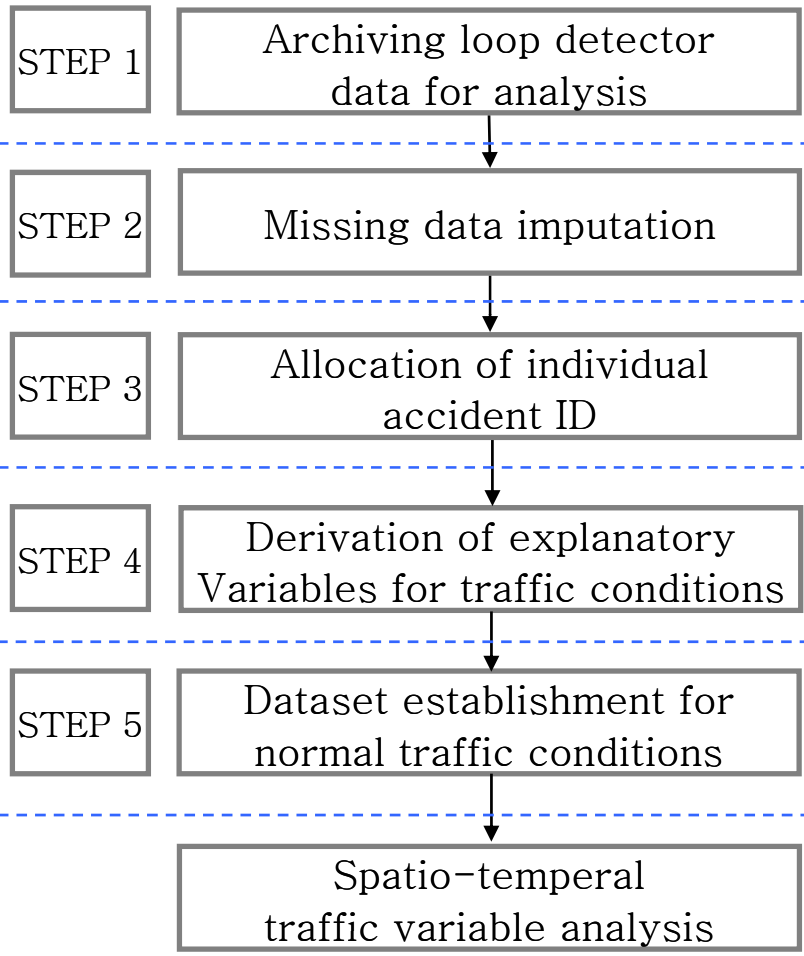 STEP 1
Archiving loop detector
data for analysis
STEP 2
Missing data imputation
STEP 3
Allocation of individual
accident ID
STEP 4
Derivation of explanatory
Variables for traffic conditions
STEP 5
Dataset establishment for
normal traffic conditions
Spatio-temperal
traffic variable analysis